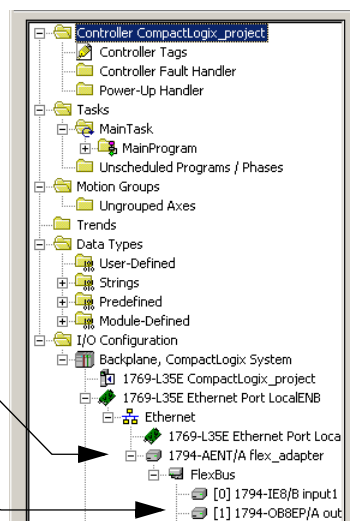 Controller CompactLogix_project
Controller Tags
Controller Fault Handler
Power-Up Handler
Tasks
MainTask
MainProgram
Unscheduled Programs / Phases
Motion Groups
Ungrouped Axes
Trends
Data Types
User-Defined
Strings
Predefined
Module-Defined
I/O Configuration
Backplane, CompactLogix System
1769-L35E CompactLogix_project
1769-L35E Ethernet Port LocalENB
Ethernet
1769-L35E Ethernet Port Loca
1794-AENT/A flex_adapter
FlexBus
[0] 1794-IE8/B input1
[1] 1794-OB8EP/A out